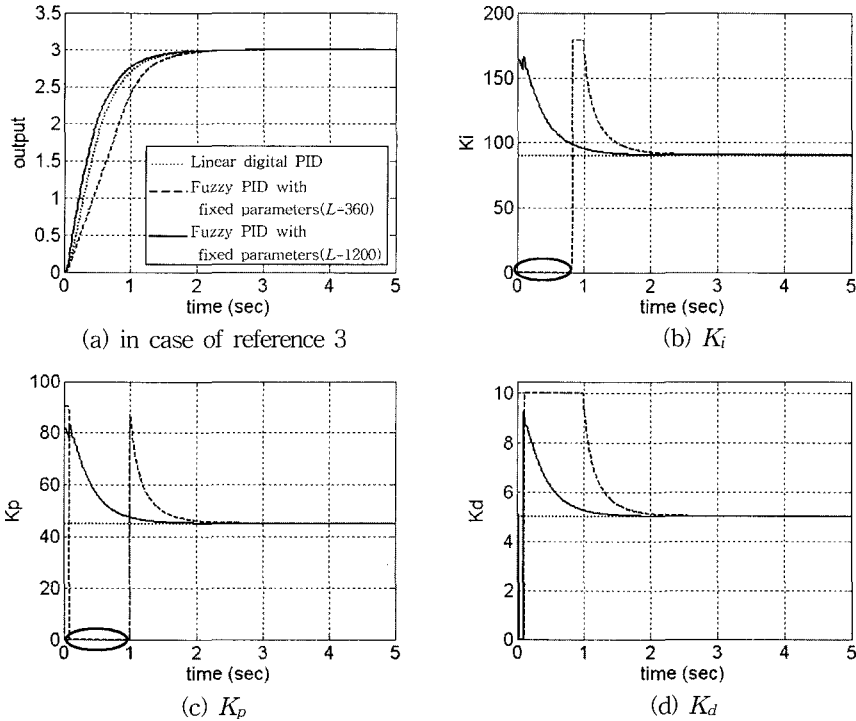 3.5
3
2.5
2
1.5
1
0.5
0
output
0 1 2 3 4 5
time (sec)
Linear digital PID
Fuzzy PID with
fixed parameters(L-360)
Fuzzy PID with
fixed parameters(L-1200)
(a) in case of reference 3
200
150
100
50
0
Ki
0 1 2 3 4 5
time (sec)
(b) Ki
100
80
60
40
20
0
Kp
0 1 2 3 4 5
time (sec)
(c) Kp
10
8
6
4
2
0
Kd
0 1 2 3 4 5
time (sec)
(d) Kd